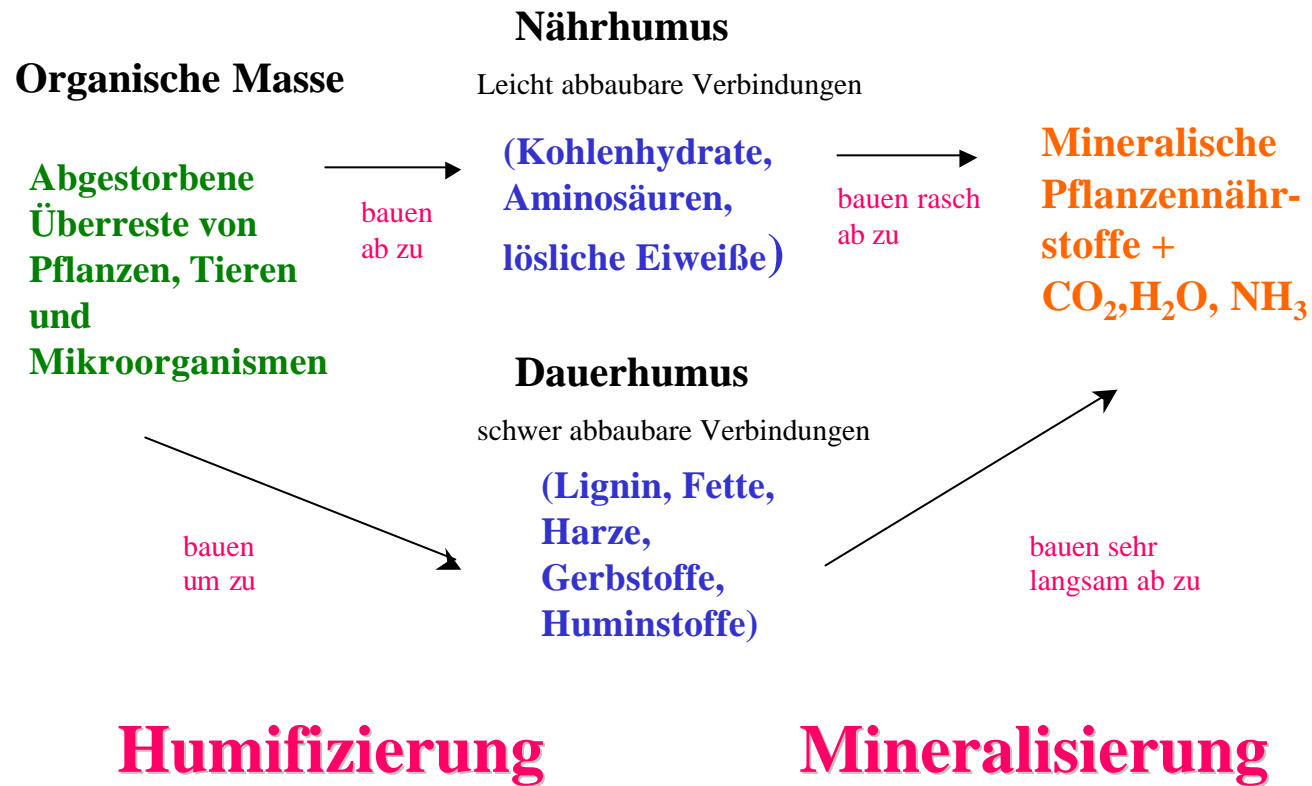 Organische Masse
Abgestorbene
Überreste von
Pflanzen, Tieren
und
Mikroorganismen
bauen
ab zu
Nährhumus
Leicht abbaubare Verbindungen
(Kohlenhydrate,
Aminosäuren,
lösliche Eiweiße)
bauen rasch
ab zu
Mineralische
Pflanzennähr-
stoffe +
CO₂,H₂O, NH₃
bauen
um zu
Dauerhumus
schwer abbaubare Verbindungen
(Lignin, Fette,
Harze,
Gerbstoffe,
Huminstoffe)
bauen sehr
langsam ab zu
Humifizierung
Mineralisierung